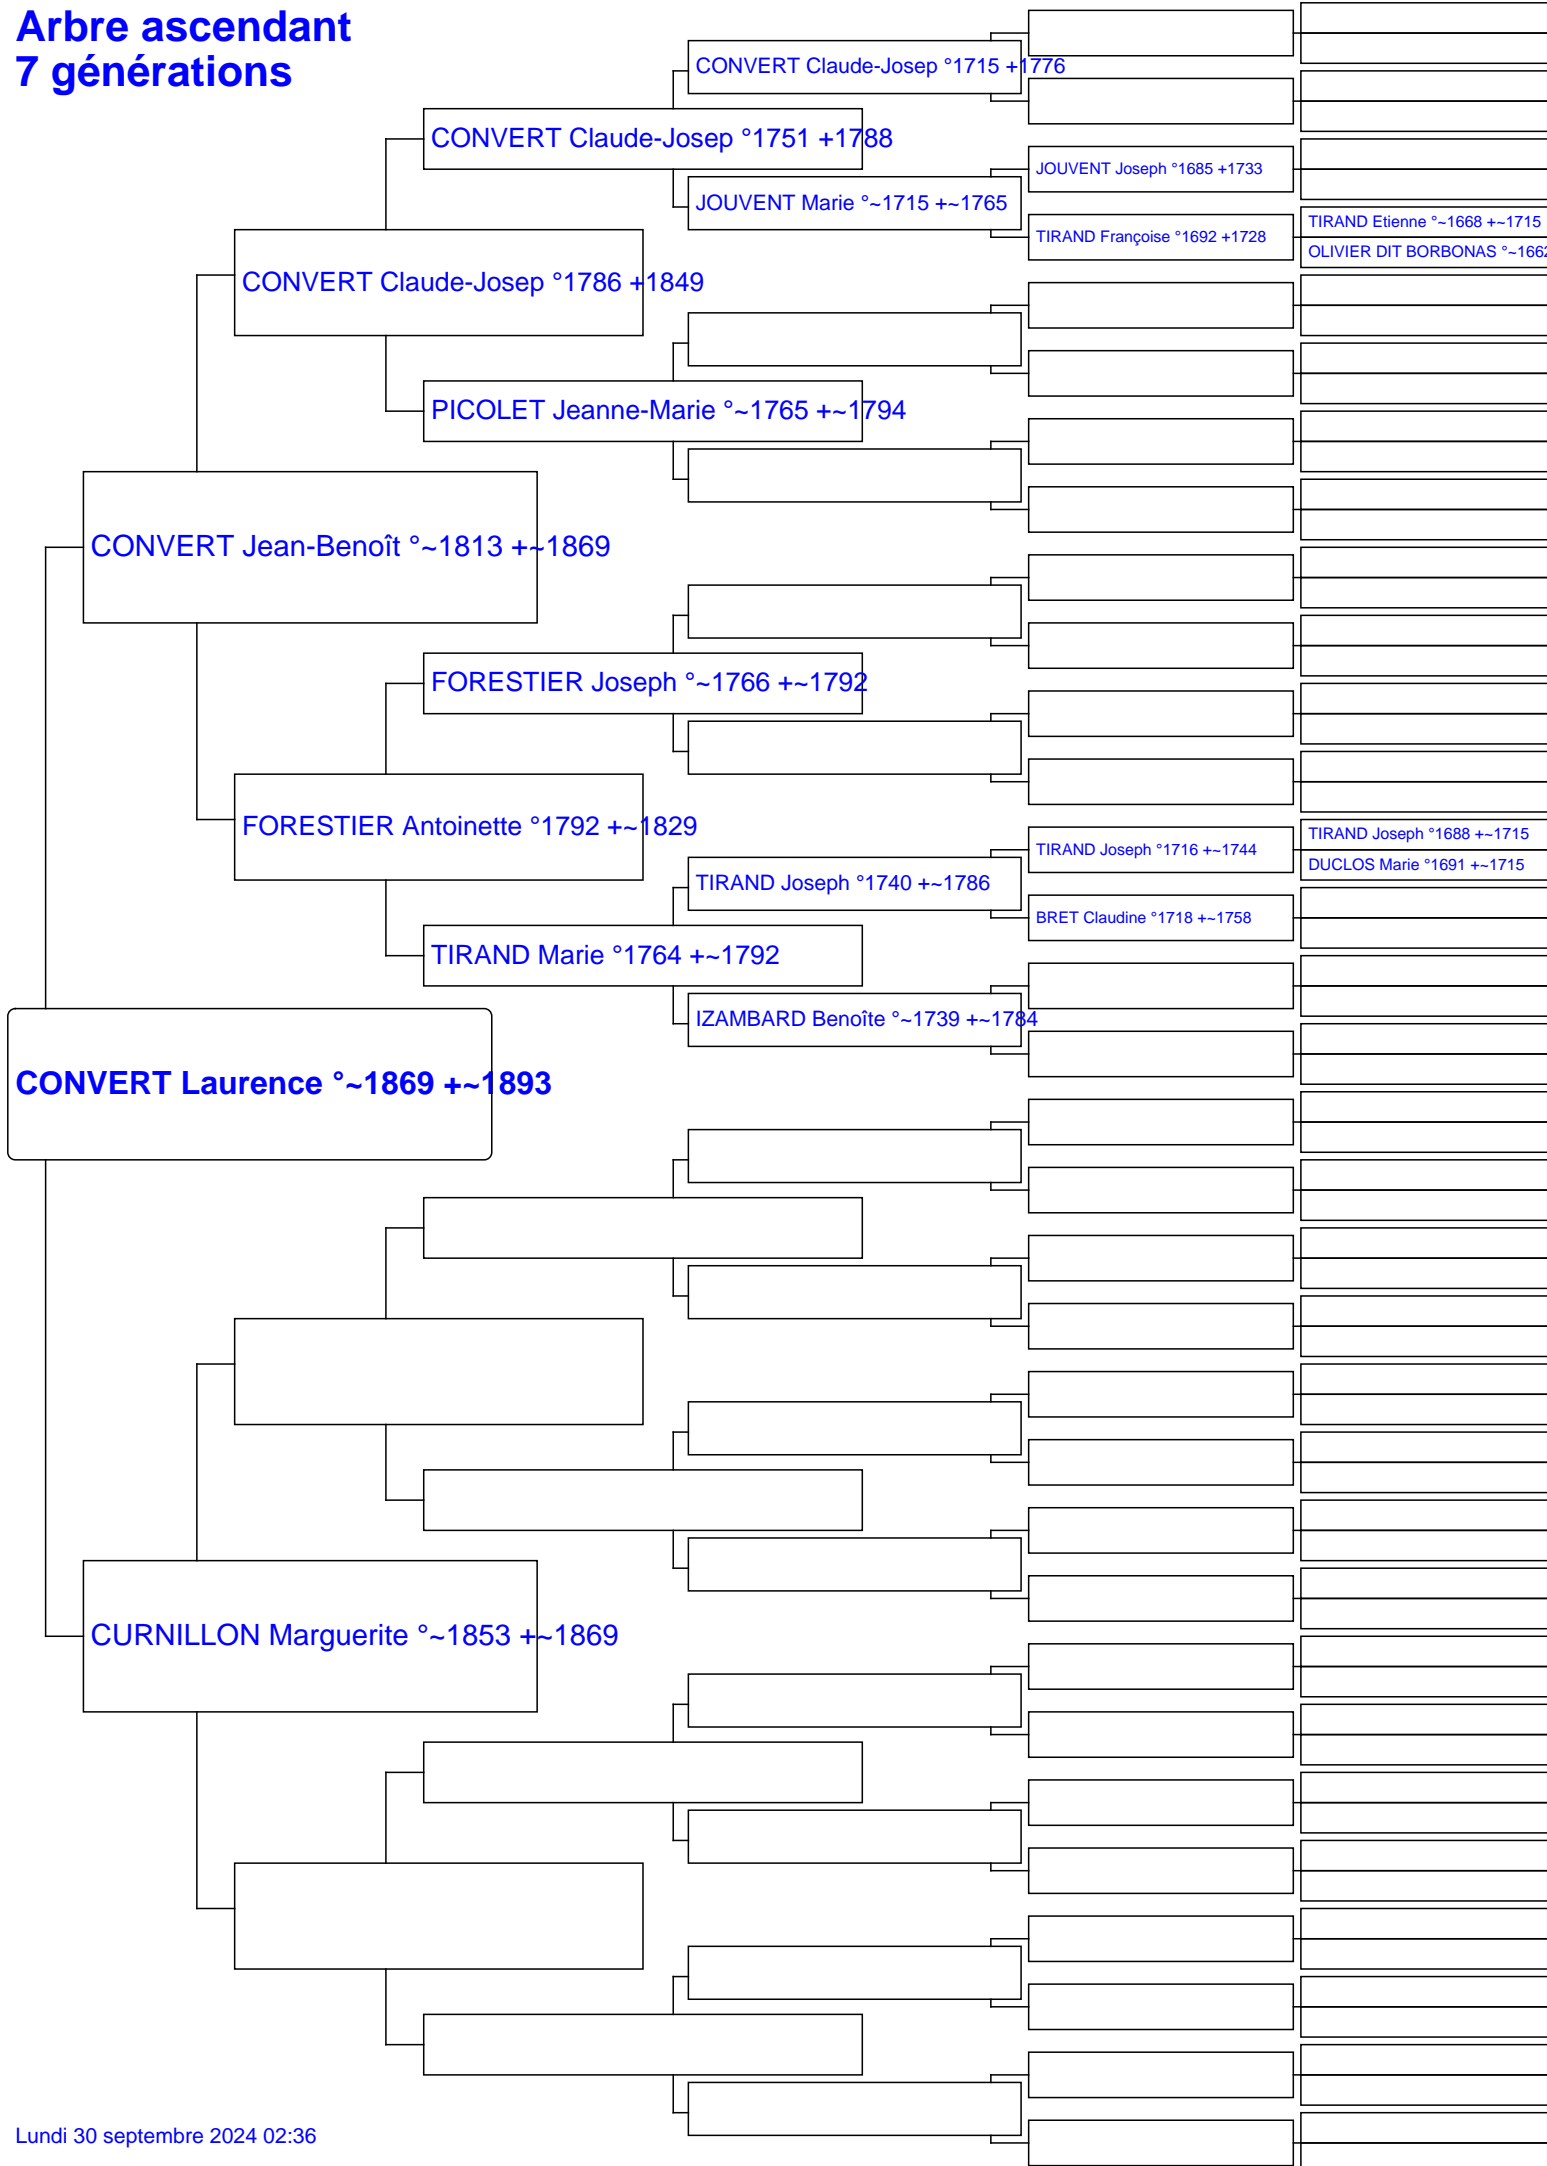 Arbre ascendant
7 générations
CONVERT Claude-Josep °1715 +1776
CONVERT Claude-Josep °1751 +1788
JOUVENT Joseph °1685 +1733
JOUVENT Marie °~1715 +~1765
TIRAND Etienne °~1668 +~1715
TIRAND Françoise °1692 +1728
OLIVIER DIT BORBONAS °~1662
CONVERT Claude-Josep °1786 +1849
PICOLET Jeanne-Marie °~1765 +~1794
CONVERT Jean-Benoît °~1813 +~1869
FORESTIER Joseph °~1766 +~1792
FORESTIER Antoinette °1792 +~1829
TIRAND Joseph °1688 +~1715
TIRAND Joseph °1716 +~1744
DUCLOS Marie °1691 +~1715
TIRAND Joseph °1740 +~1786
BRET Claudine °1718 +~1758
TIRAND Marie °1764 +~1792
IZAMBARD Benoîte °~1739 +~1784
CONVERT Laurence °~1869 +~1893
CURNILLON Marguerite °~1853 +~1869
Lundi 30 septembre 2024 02:36